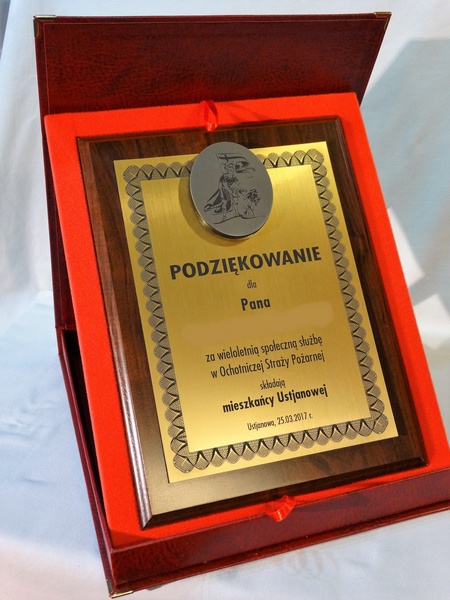 PODZIĘKOWANIE
dla
Pana
za wieloletnią społeczną służbę
w Ochotniczej Straży Pożarnej
składają
mieszkańcy Ustjanowej
Ustjanowa, 25.03.2017 r.